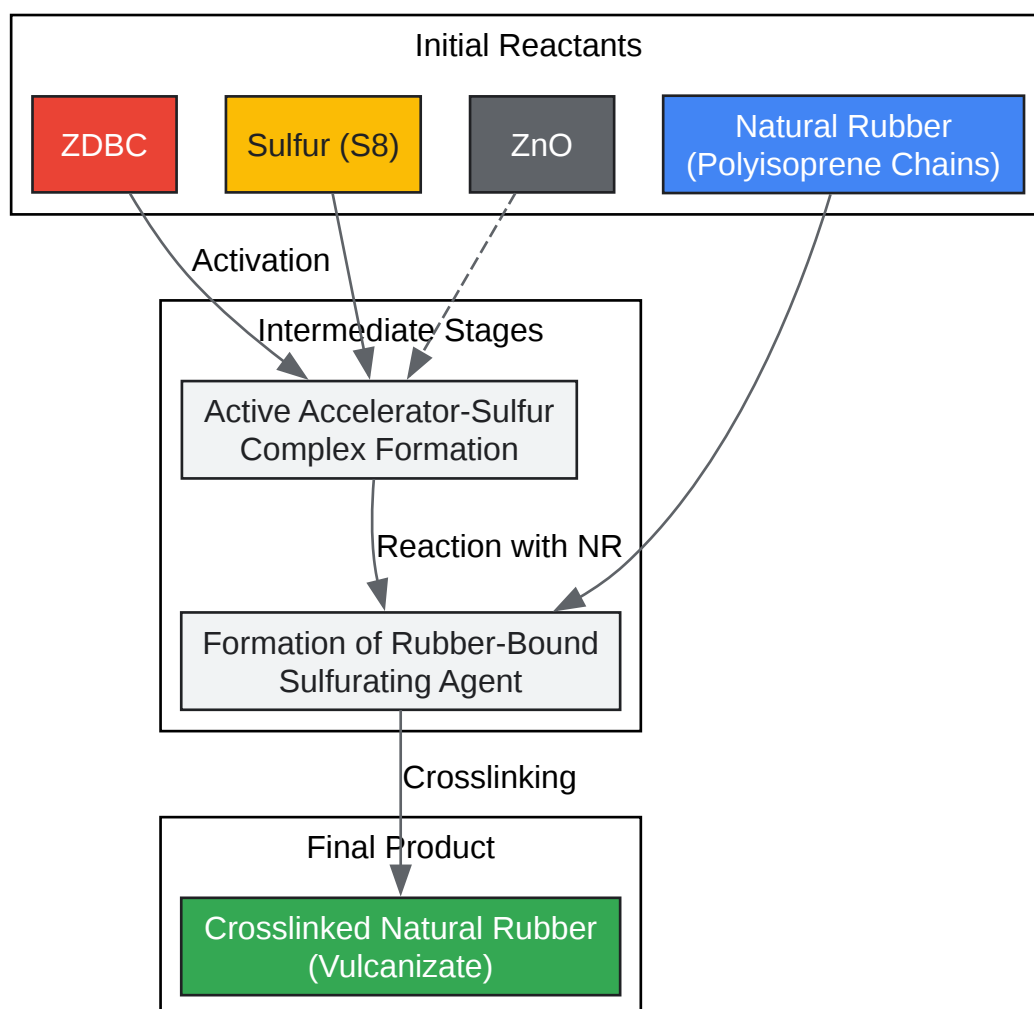 Initial Reactants
ZDBC
Sulfur (S8)
ZnO
Natural Rubber
(Polyisoprene Chains)
Activation
Intermediate Stages
Active Accelerator-Sulfur
Complex Formation
Reaction with NR
Formation of Rubber-Bound
Sulfurating Agent
Crosslinking
Final Product
Crosslinked Natural Rubber
(Vulcanizate)